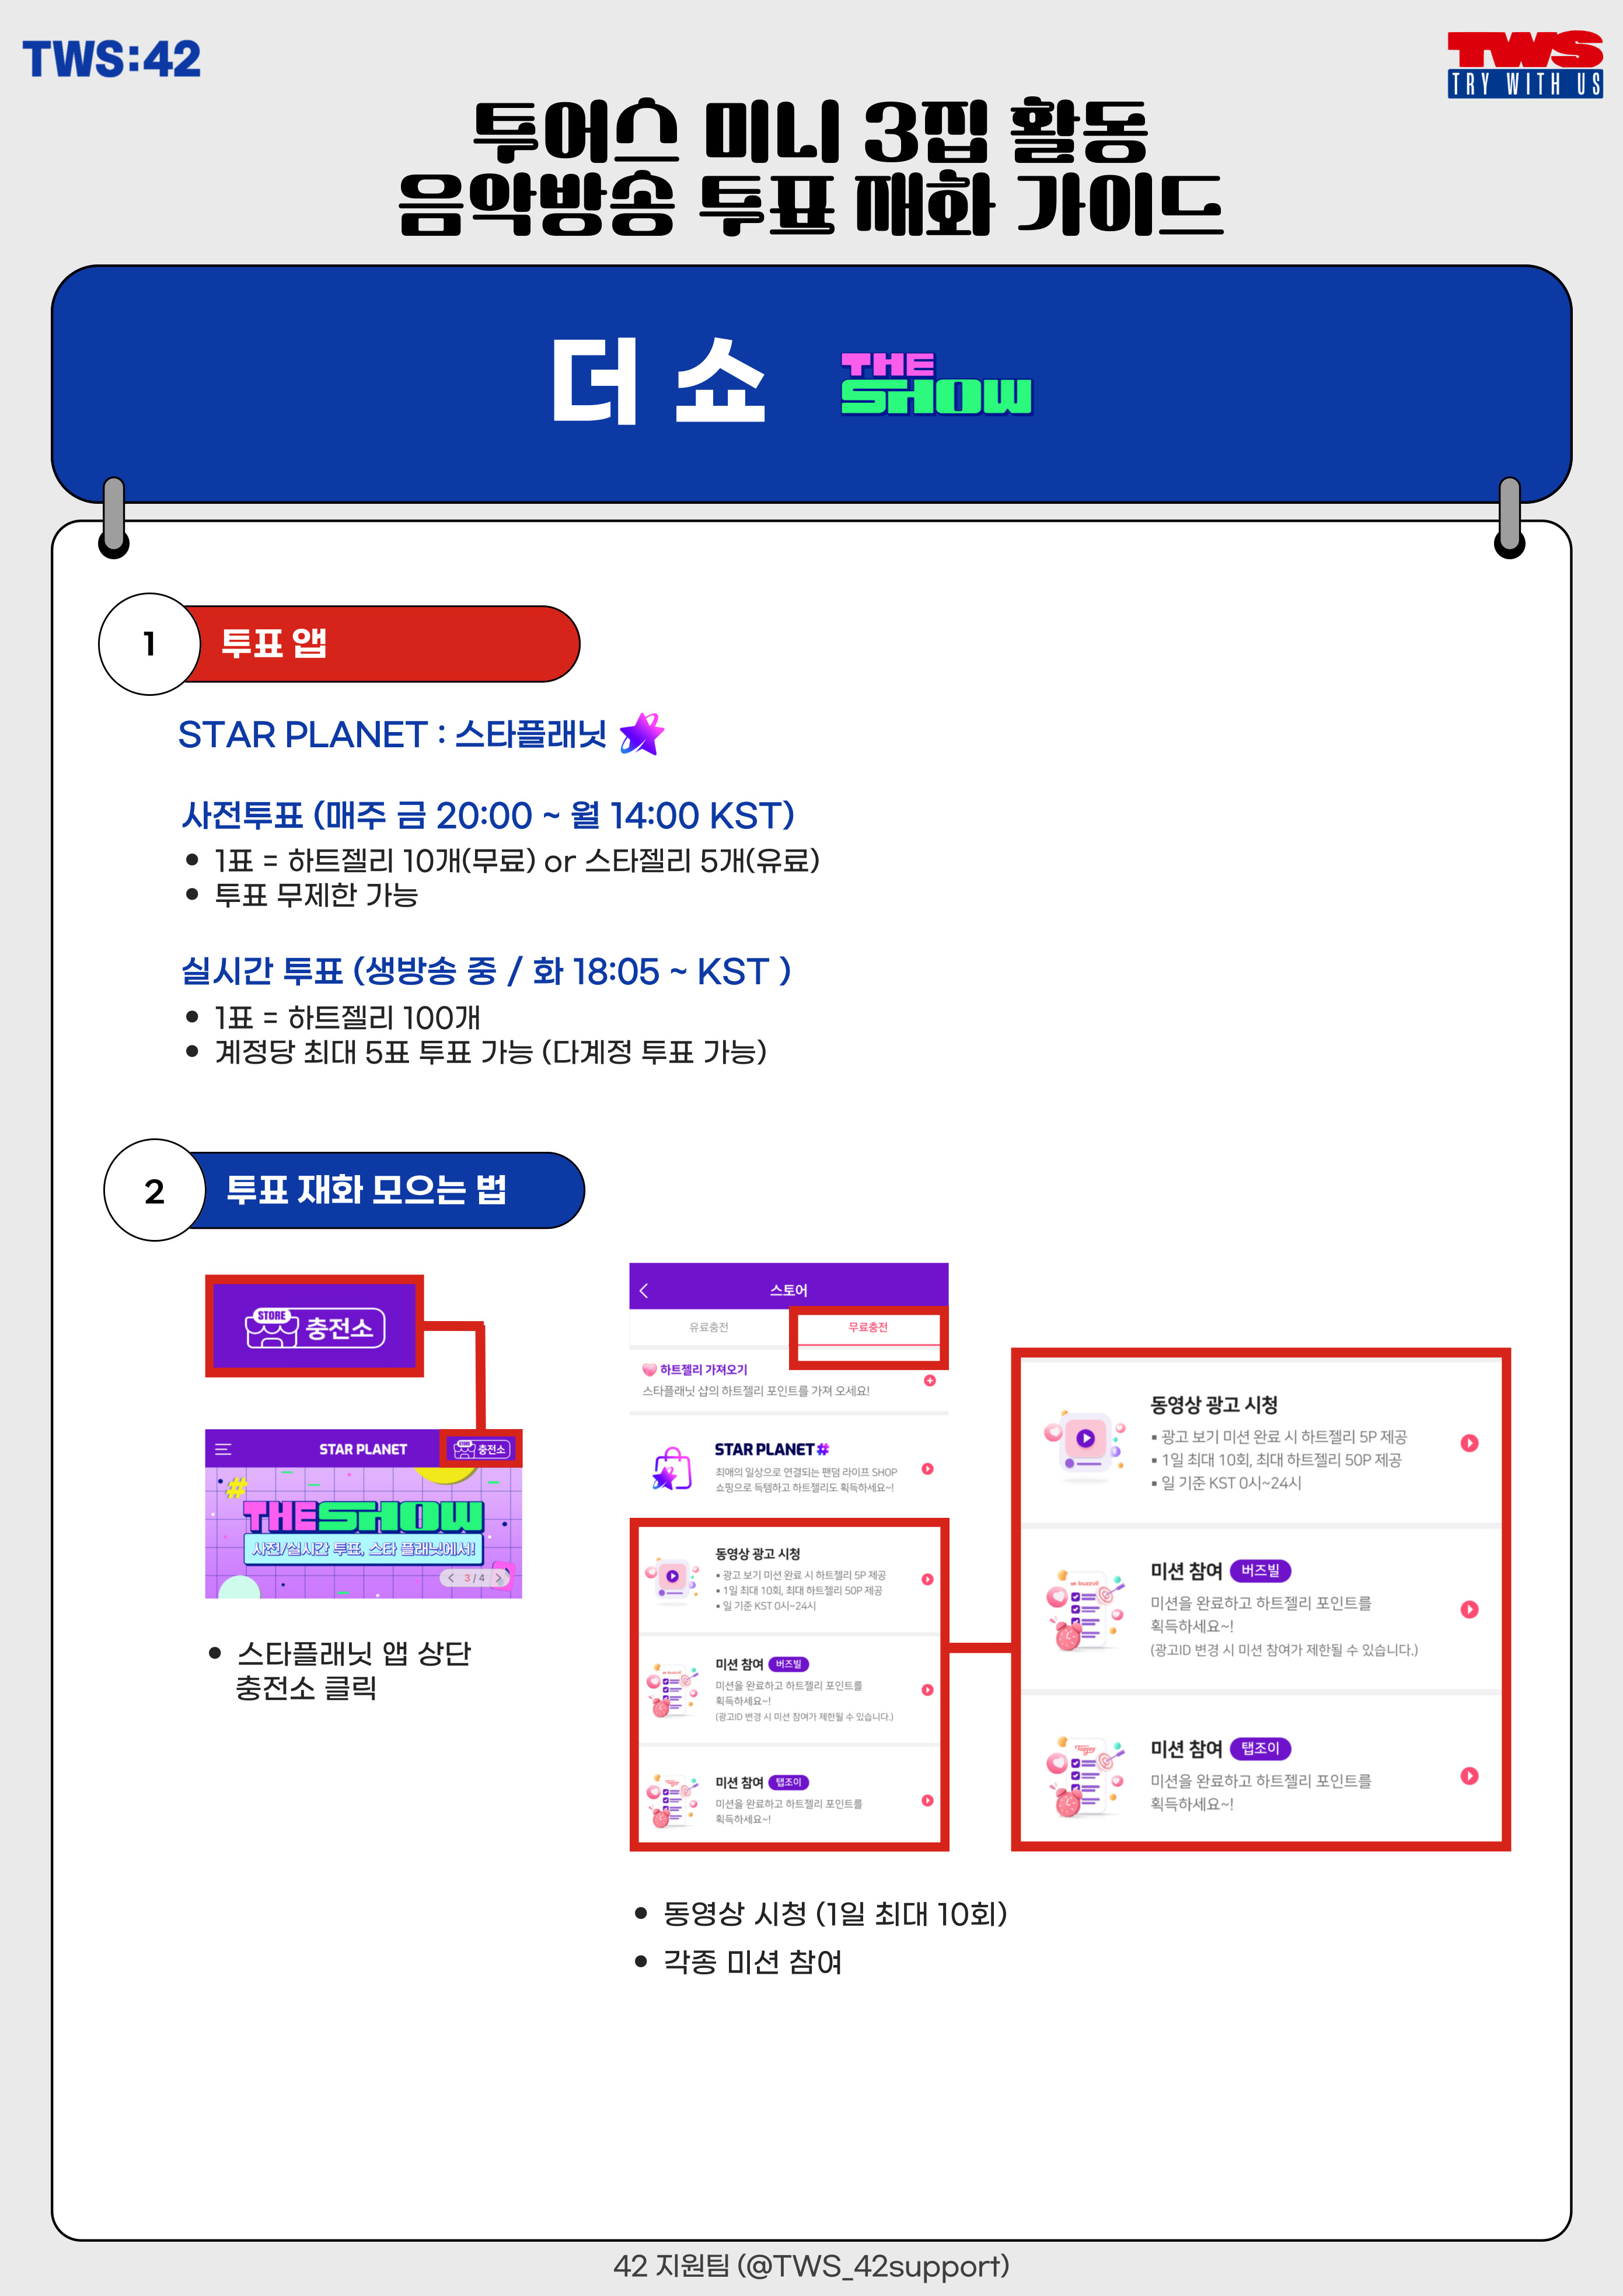 TWS:42
TWS
TRY WITH US
투어스 미니 3집 활동
음악방송 투표 재화 가이드
더 쇼
THE
SHOW
1
투표 앱
STAR PLANET : 스타플래닛
사전투표 (매주 금 20:00 ~ 월 14:00 KST)
• 1표 = 하트젤리 10개(무료) or 스타젤리 5개(유료)
• 투표 무제한 가능
실시간 투표 (생방송 중 / 화 18:05 ~ KST )
• 1표 = 하트젤리 100개
• 계정당 최대 5표 투표 가능 (다계정 투표 가능)
2
투표 재화 모으는 법
STORE
충전소
STAR PLANET
STORE
충전소
#
THE SHOW
사전/실시간 투표, 스타 플래닛에서!
< 3 / 4 >
• 스타플래닛 앱 상단
충전소 클릭
스토어
유료충전
무료충전
하트젤리 가져오기
스타플래닛 샵의 하트젤리 포인트를 가져 오세요!
STAR PLANET #
최애의 일상으로 연결되는 팬덤 라이프 SHOP
쇼핑으로 득템하고 하트젤리도 획득하세요~!
동영상 광고 시청
▪ 광고 보기 미션 완료 시 하트젤리 5P 제공
▪ 1일 최대 10회, 최대 하트젤리 50P 제공
▪ 일 기준 KST 0시~24시
buzzvil
미션 참여 버즈빌
미션을 완료하고 하트젤리 포인트를
획득하세요~!
(광고ID 변경 시 미션 참여가 제한될 수 있습니다.)
미션 참여 탭조이
미션을 완료하고 하트젤리 포인트를
획득하세요~!
동영상 광고 시청
▪ 광고 보기 미션 완료 시 하트젤리 5P 제공
▪ 1일 최대 10회, 최대 하트젤리 50P 제공
▪ 일 기준 KST 0시~24시
buzzvil
미션 참여 버즈빌
미션을 완료하고 하트젤리 포인트를
획득하세요~!
(광고ID 변경 시 미션 참여가 제한될 수 있습니다.)
미션 참여 탭조이
미션을 완료하고 하트젤리 포인트를
획득하세요~!
• 동영상 시청 (1일 최대 10회)
• 각종 미션 참여
42 지원팀 (@TWS_42support)